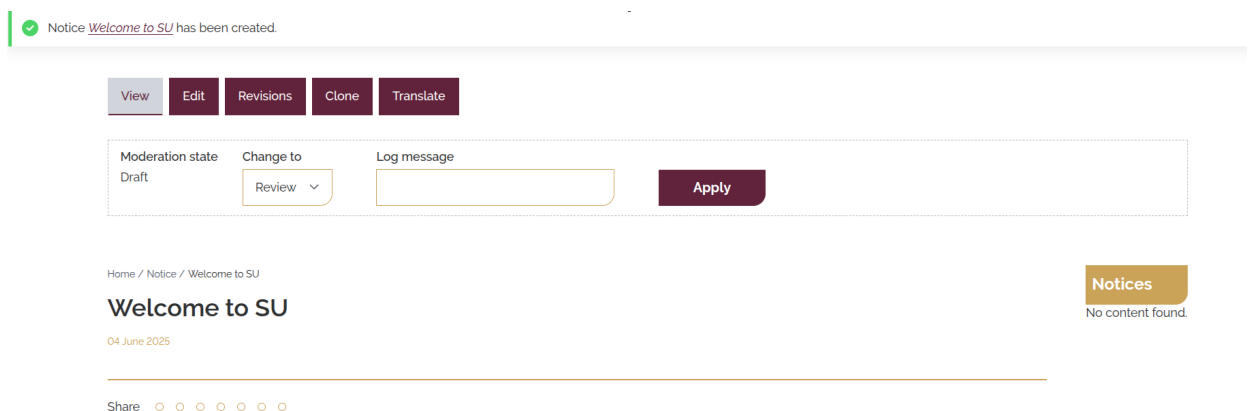 Notice Welcome to SU has been created.
View Edit Revisions Clone Translate
Moderation state Change to Log message
Draft Review Apply
Home / Notice / Welcome to SU
Welcome to SU
04 June 2025
Notices
No content found.
Share